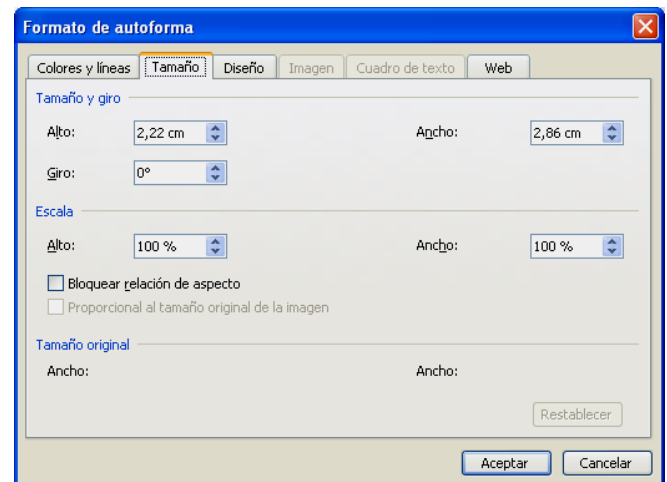 Formato de autoforma
Colores y líneas Tamaño Diseño Imagen Cuadro de texto Web
Tamaño y giro
Alto: 2,22 cm Ancho: 2,86 cm
Giro: 0°
Escala
Alto: 100 % Ancho: 100 %
Bloquear relación de aspecto
Proporcional al tamaño original de la imagen
Tamaño original
Ancho: Ancho:
Restablecer
Aceptar Cancelar